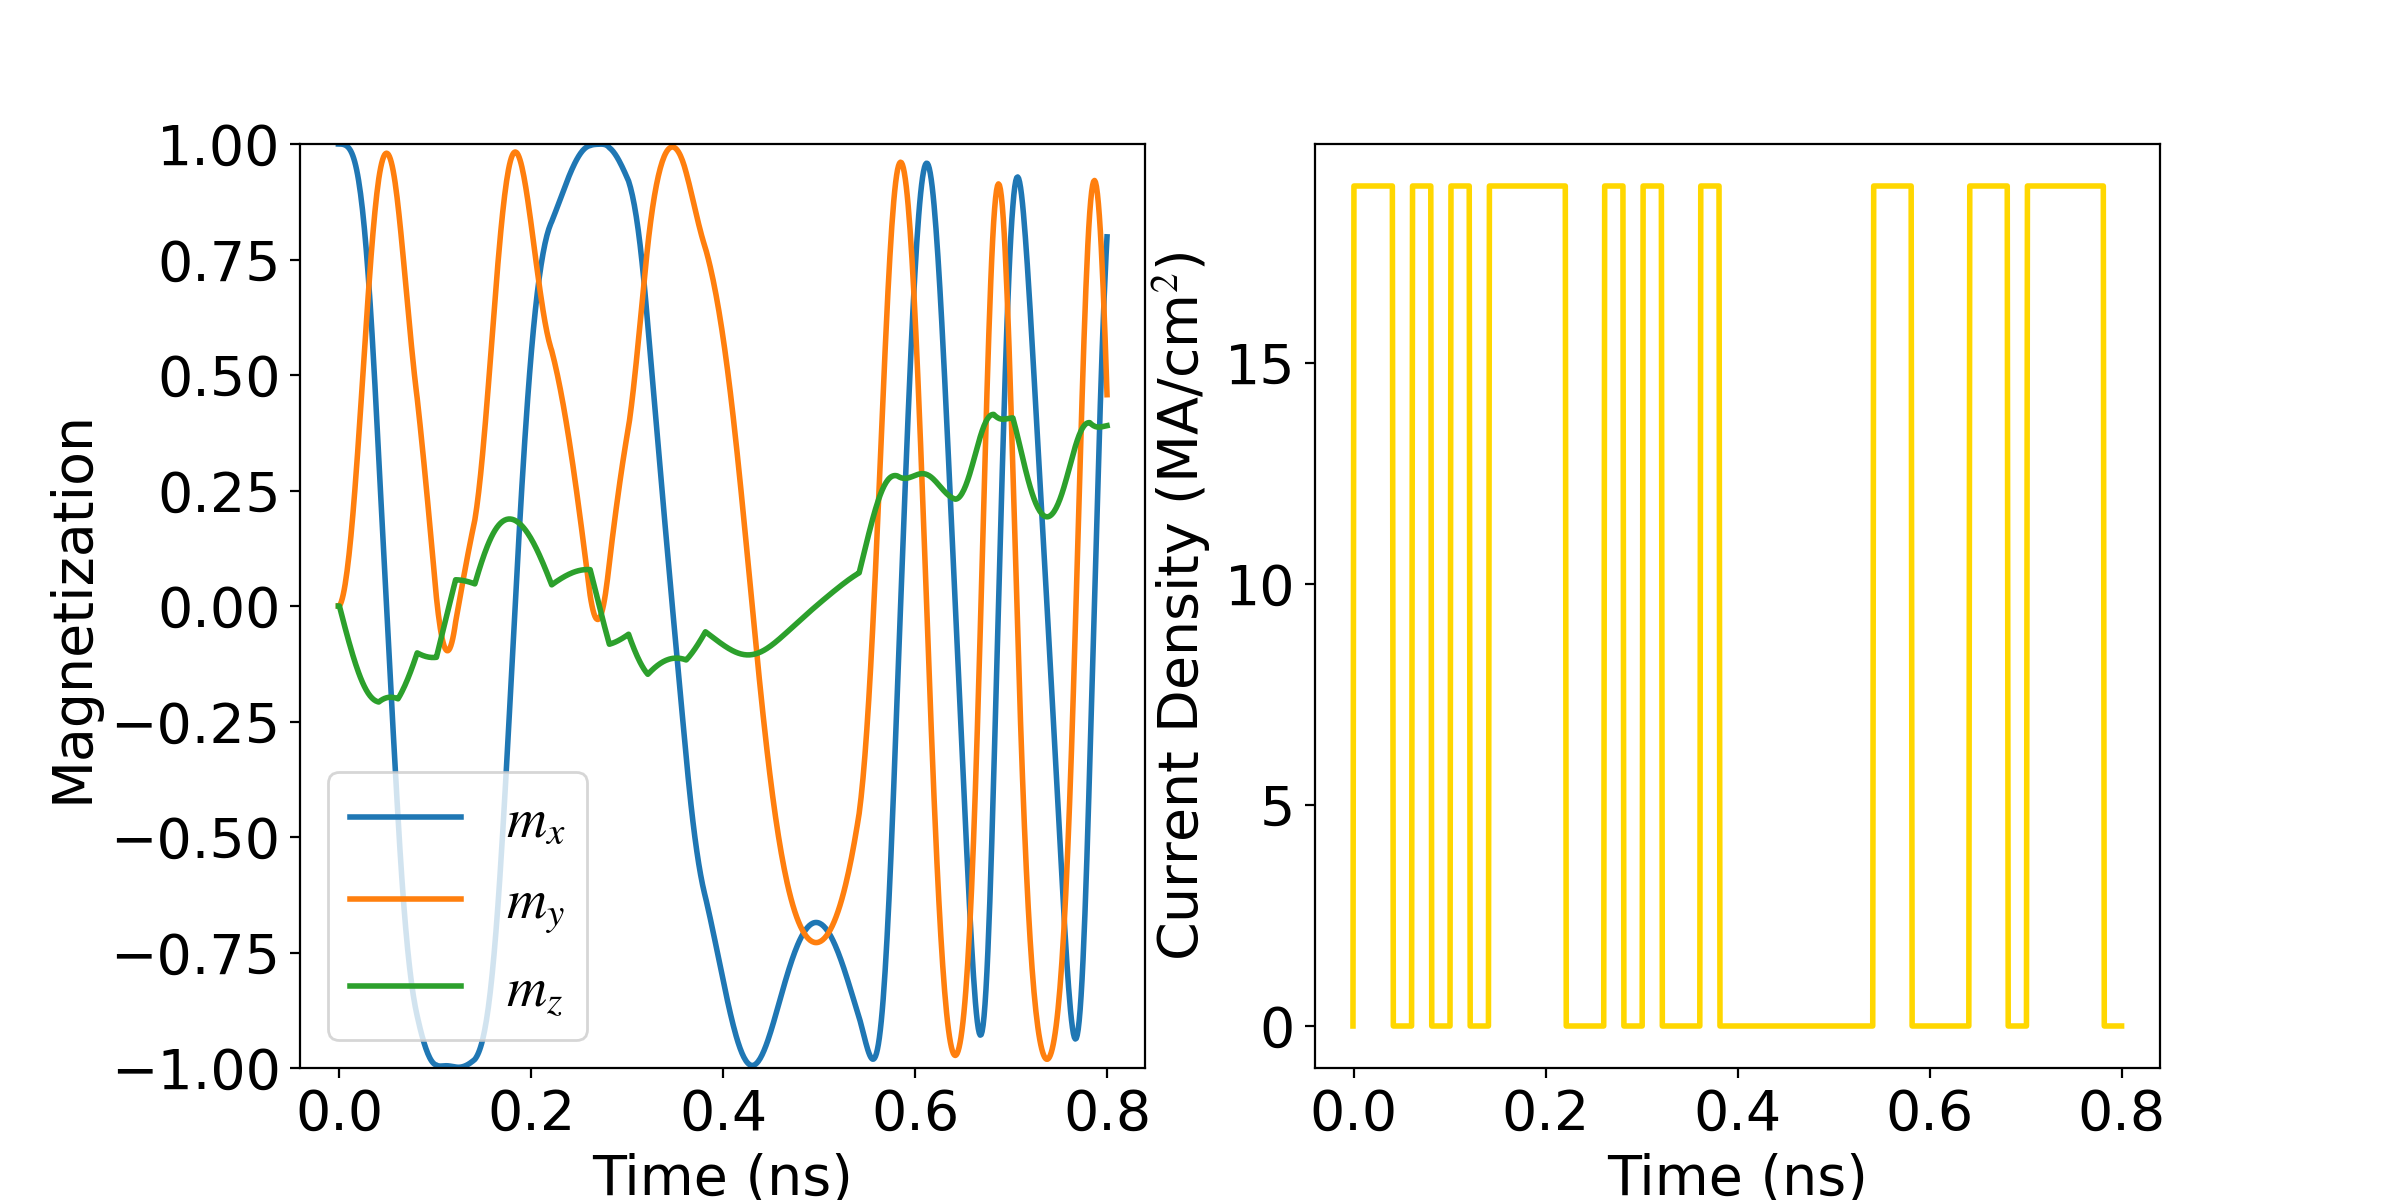 1.00
0.75
0.50
0.25
0.00
−0.25
−0.50
−0.75
−1.00
Magnetization
m_x
m_y
m_z
0.0 0.2 0.4 0.6 0.8
Time (ns)
15
10
5
0
Current Density (MA/cm²)
0.0 0.2 0.4 0.6 0.8
Time (ns)